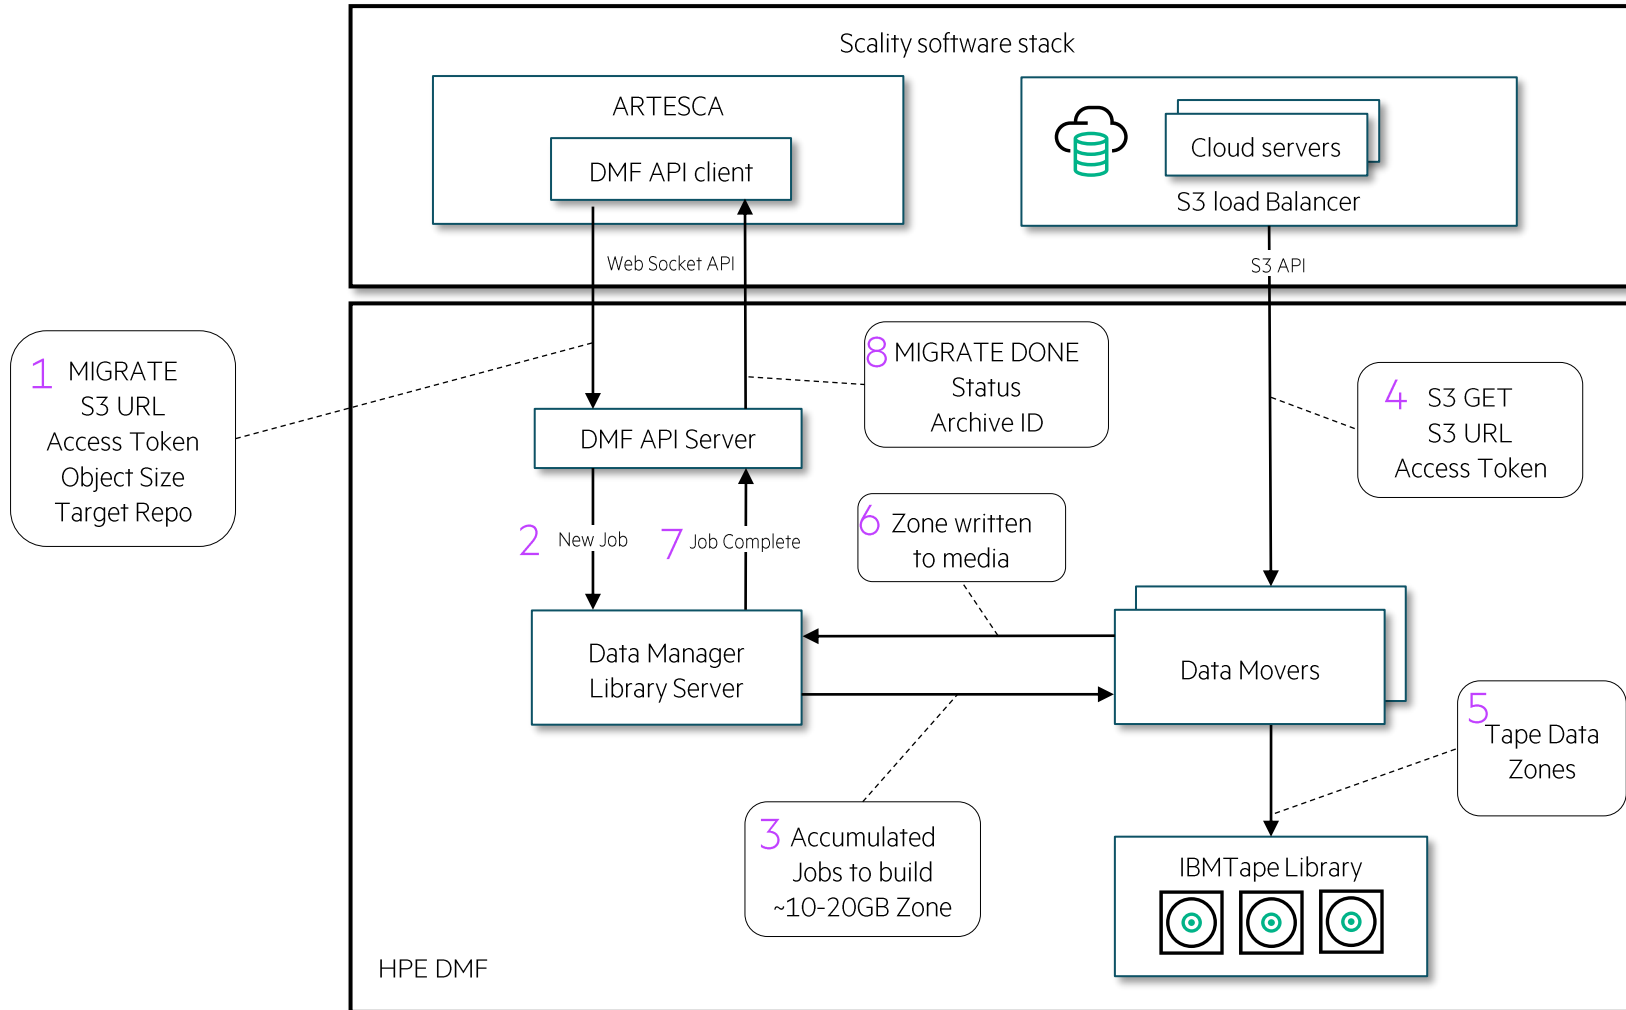 Scality software stack
ARTESCA
DMF API client
Cloud servers
S3 load Balancer
Web Socket API
S3 API
1 MIGRATE
S3 URL
Access Token
Object Size
Target Repo
8 MIGRATE DONE
Status
Archive ID
4 S3 GET
S3 URL
Access Token
DMF API Server
2 New Job
7 Job Complete
6 Zone written
to media
Data Manager
Library Server
Data Movers
5
Tape Data
Zones
3 Accumulated
Jobs to build
~10-20GB Zone
IBMTape Library
HPE DMF